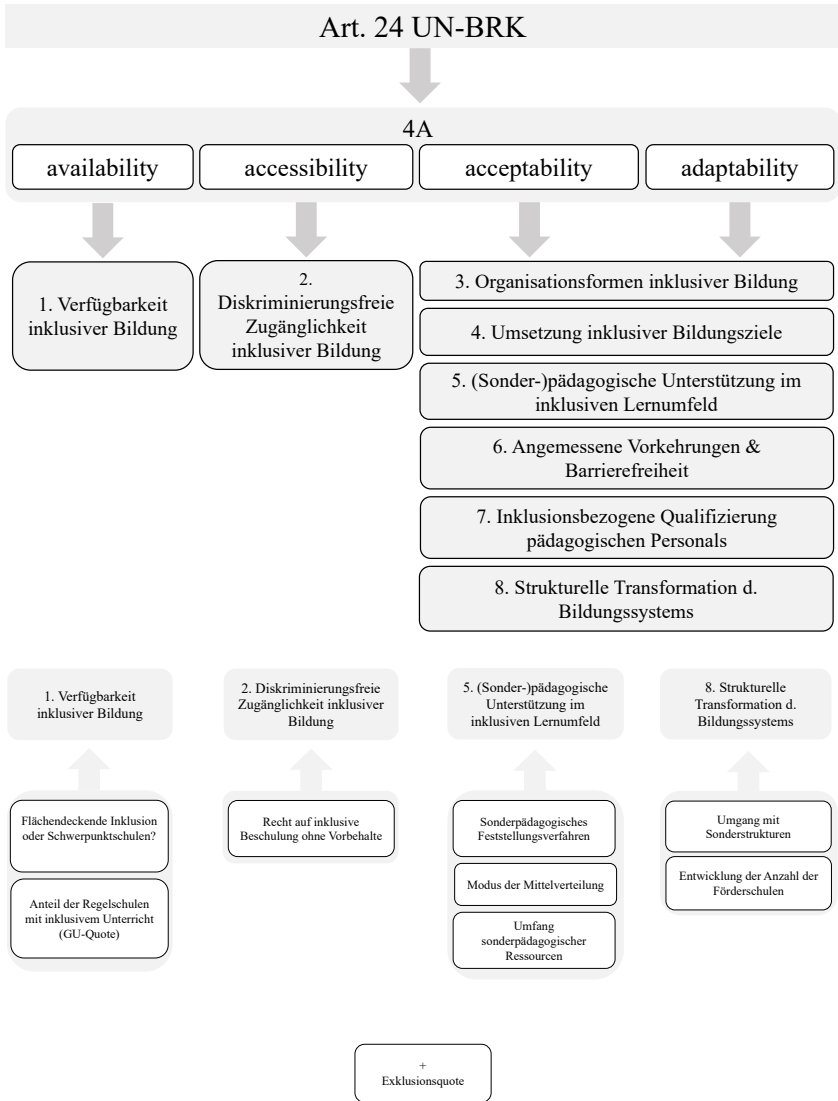 Art. 24 UN-BRK
4A
availability
accessibility
acceptability
adaptability
1. Verfügbarkeit
inklusiver Bildung
2.
Diskriminierungsfreie
Zugänglichkeit
inklusiver Bildung
3. Organisationsformen inklusiver Bildung
4. Umsetzung inklusiver Bildungsziele
5. (Sonder-)pädagogische Unterstützung im
inklusiven Lernumfeld
6. Angemessene Vorkehrungen &
Barrierefreiheit
7. Inklusionsbezogene Qualifizierung
pädagogischen Personals
8. Strukturelle Transformation d.
Bildungssystems
1. Verfügbarkeit
inklusiver Bildung
2. Diskriminierungsfreie
Zugänglichkeit inklusiver
Bildung
5. (Sonder-)pädagogische
Unterstützung im
inklusiven Lernumfeld
8. Strukturelle
Transformation d.
Bildungssystems
Flächendeckende Inklusion
oder Schwerpunktschulen?
Anteil der Regelschulen
mit inklusivem Unterricht
(GU-Quote)
Recht auf inklusive
Beschulung ohne Vorbehalte
Sonderpädagogisches
Feststellungsverfahren
Modus der Mittelverteilung
Umfang
sonderpädagogischer
Ressourcen
Umgang mit
Sonderstrukturen
Entwicklung der Anzahl der
Förderschulen
+
Exklusionsquote